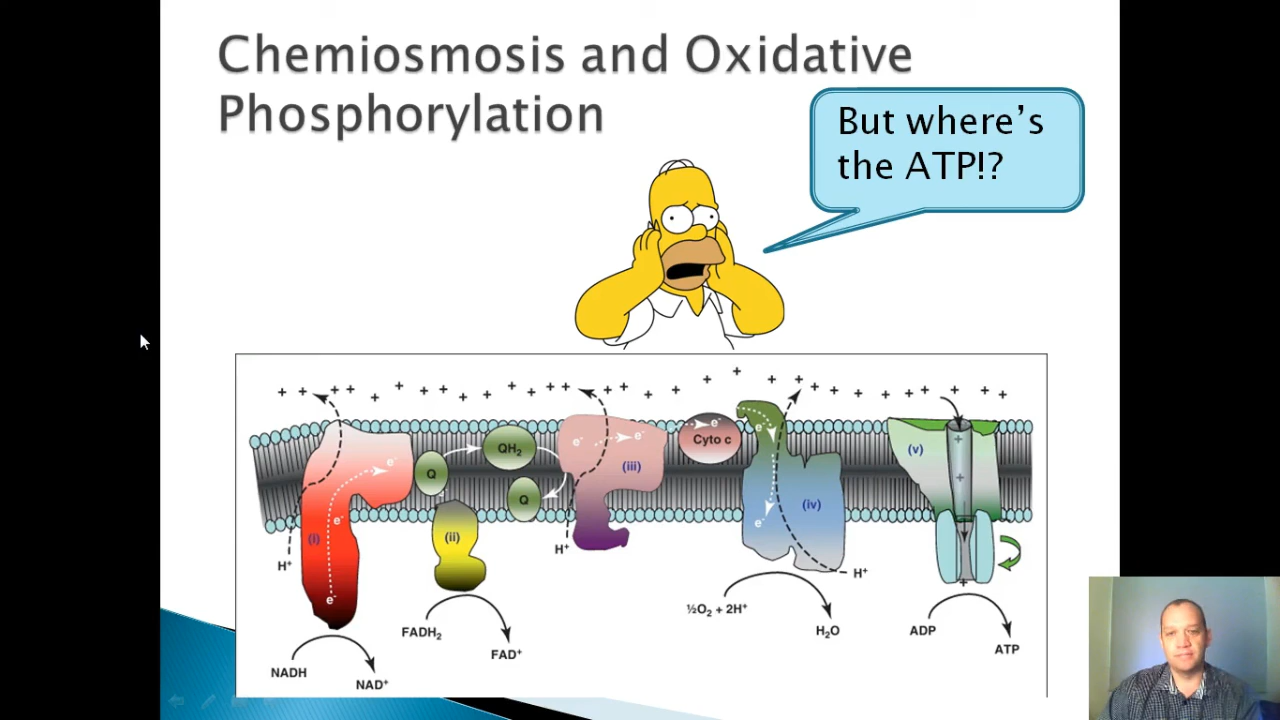 Chemiosmosis and Oxidative
Phosphorylation
But where's
the ATP!?
+ + + + + + + + + + + + + + + + + + + + + + + + + + + + +
e⁻
Q
QH₂
Q
e⁻
e⁻
(iii)
e⁻
Cyto c
e⁻
(v)
+
+
(i)
e⁻
e⁻
(ii)
H⁺
H⁺
e⁻
(iv)
H⁺
+
½O₂ + 2H⁺
H₂O
ADP
ATP
FADH₂
FAD⁺
NADH
NAD⁺